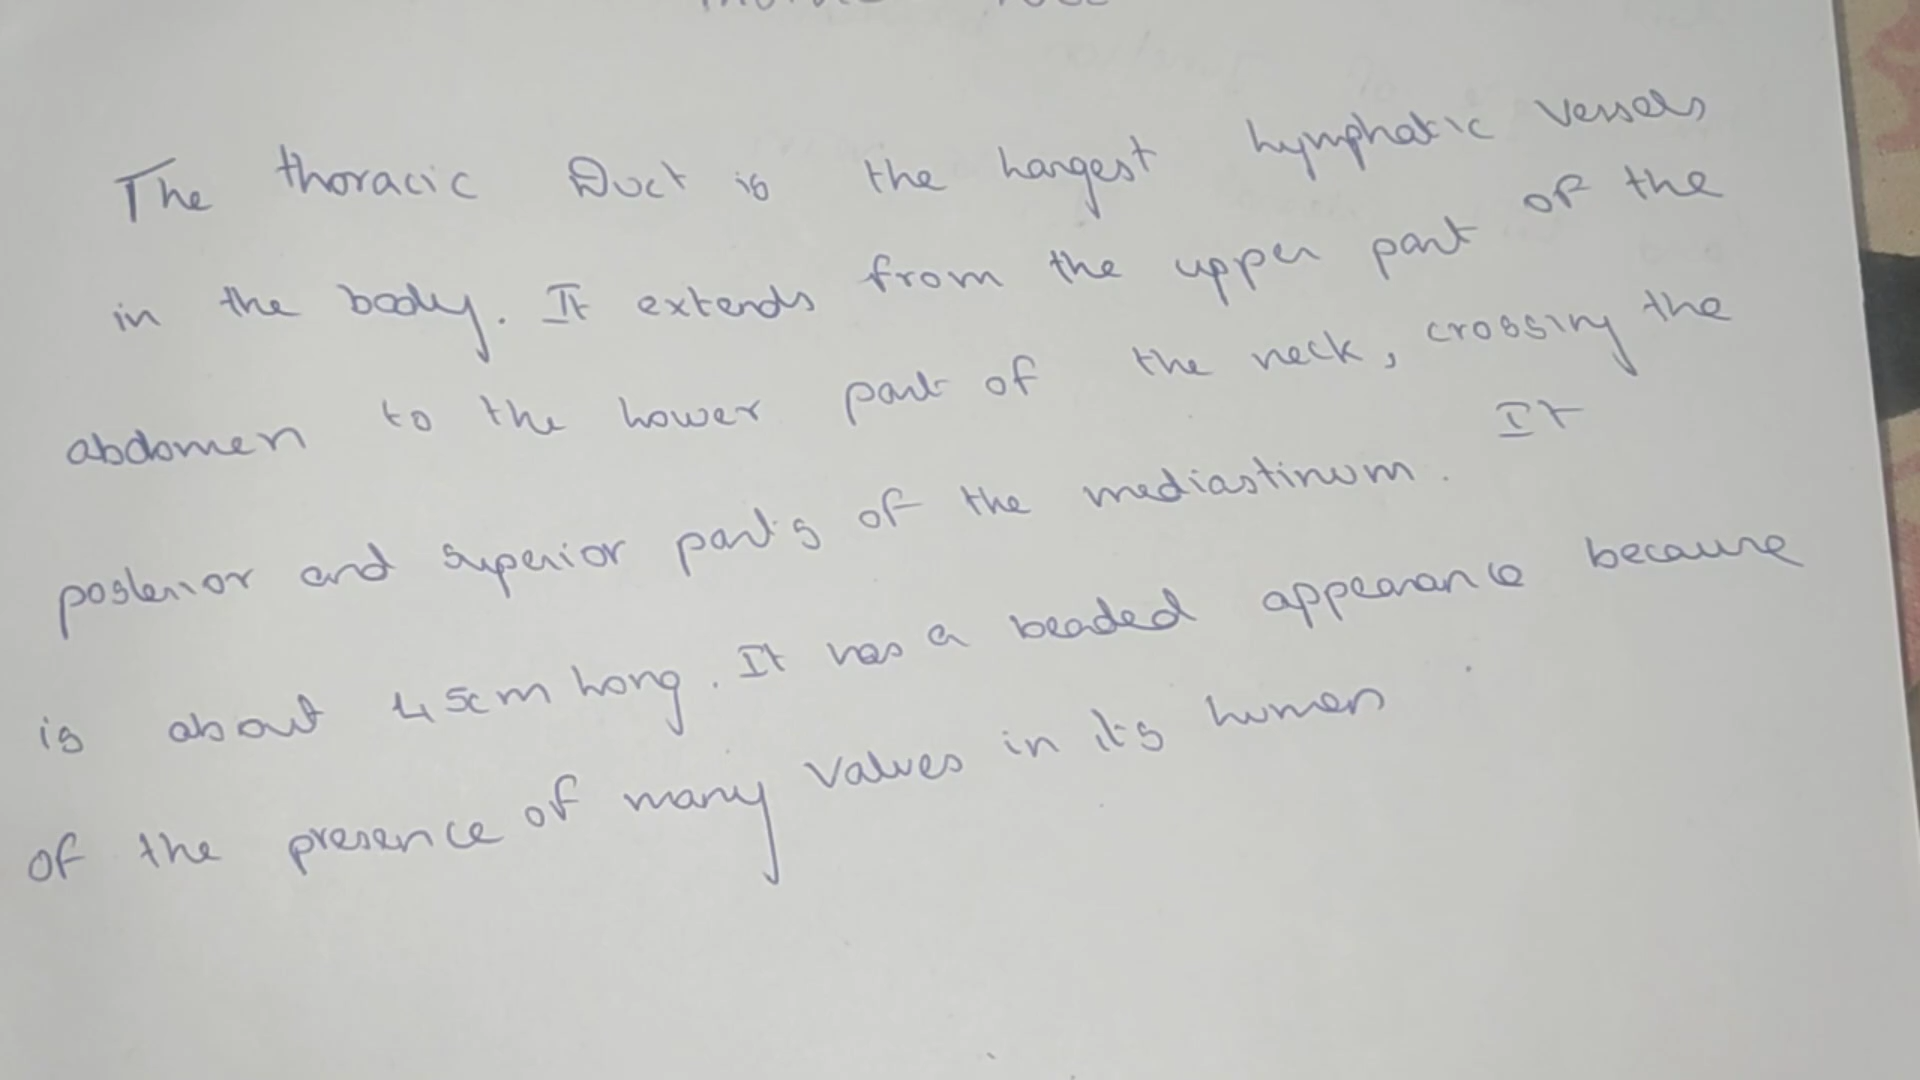 The thoracic Duct is the largest lymphatic vessels
in the body. It extends from the upper part of the
abdomen to the lower part of the neck, crossing the
posterior and superior parts of the mediastinum. It
is about 45cm long. It has a beaded appearance because
of the presence of many valves in its lumen